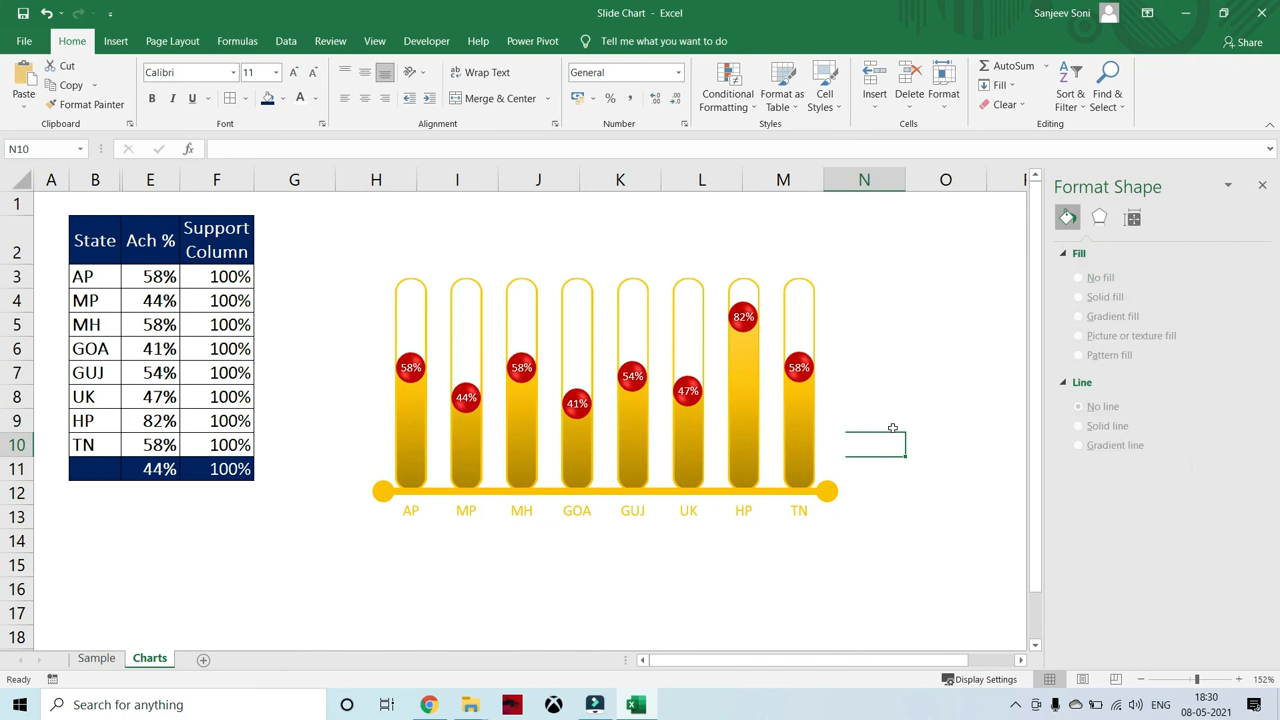 Slide Chart - Excel
Sanjeev Soni
File Home Insert Page Layout Formulas Data Review View Developer Help Power Pivot Tell me what you want to do Share
Paste
Cut
Copy
Format Painter
Clipboard
Calibri 11
B I U
Font
Wrap Text
Merge & Center
Alignment
General
Number
Conditional Formatting
Format as Table
Cell Styles
Styles
Insert
Delete
Format
Cells
AutoSum
Fill
Clear
Sort & Filter
Find & Select
Editing
N10
fx
A B E F G H I J K L M N O
1
2
3
4
5
6
7
8
9
10
11
12
13
14
15
16
17
18
State Ach % Support Column
AP 58% 100%
MP 44% 100%
MH 58% 100%
GOA 41% 100%
GUJ 54% 100%
UK 47% 100%
HP 82% 100%
TN 58% 100%
44% 100%
58% 44% 58% 41% 54% 47% 82% 58%
AP MP MH GOA GUJ UK HP TN
Format Shape
Fill
No fill
Solid fill
Gradient fill
Picture or texture fill
Pattern fill
Line
No line
Solid line
Gradient line
Sample Charts
Ready
Display Settings
152%
Search for anything
ENG
18:30
08-05-2021